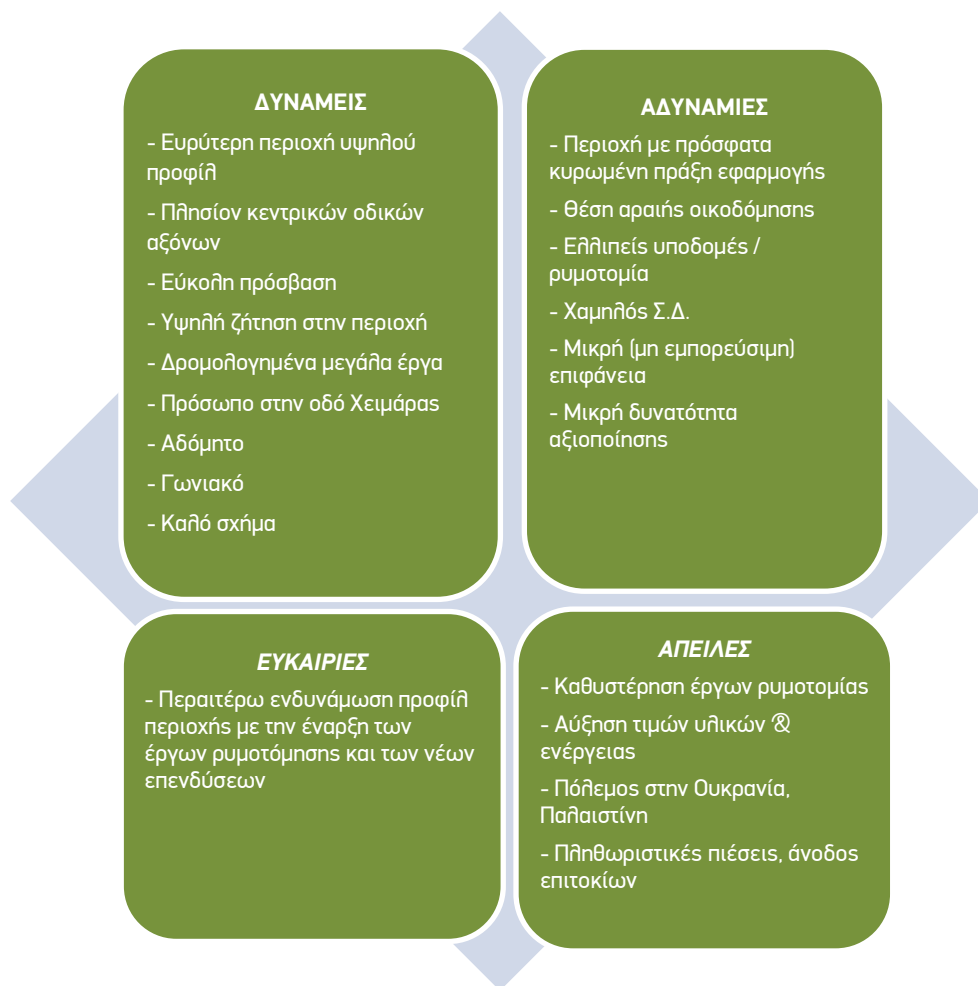 ΔΥΝΑΜΕΙΣ
- Ευρύτερη περιοχή υψηλού
προφίλ
- Πλησίον κεντρικών οδικών
αξόνων
- Εύκολη πρόσβαση
- Υψηλή ζήτηση στην περιοχή
- Δρομολογημένα μεγάλα έργα
- Πρόσωπο στην οδό Χειμάρας
- Αδόμητο
- Γωνιακό
- Καλό σχήμα
ΑΔΥΝΑΜΙΕΣ
- Περιοχή με πρόσφατα
κυρωμένη πράξη εφαρμογής
- Θέση αραιής οικοδόμησης
- Ελλιπείς υποδομές /
ρυμοτομία
- Χαμηλός Σ.Δ.
- Μικρή (μη εμπορεύσιμη)
επιφάνεια
- Μικρή δυνατότητα
αξιοποίησης
ΕΥΚΑΙΡΙΕΣ
- Περαιτέρω ενδυνάμωση προφίλ
περιοχής με την έναρξη των
έργων ρυμοτόμησης και των νέων
επενδύσεων
ΑΠΕΙΛΕΣ
- Καθυστέρηση έργων ρυμοτομίας
- Αύξηση τιμών υλικών &
ενέργειας
- Πόλεμος στην Ουκρανία,
Παλαιστίνη
- Πληθωριστικές πιέσεις, άνοδος
επιτοκίων